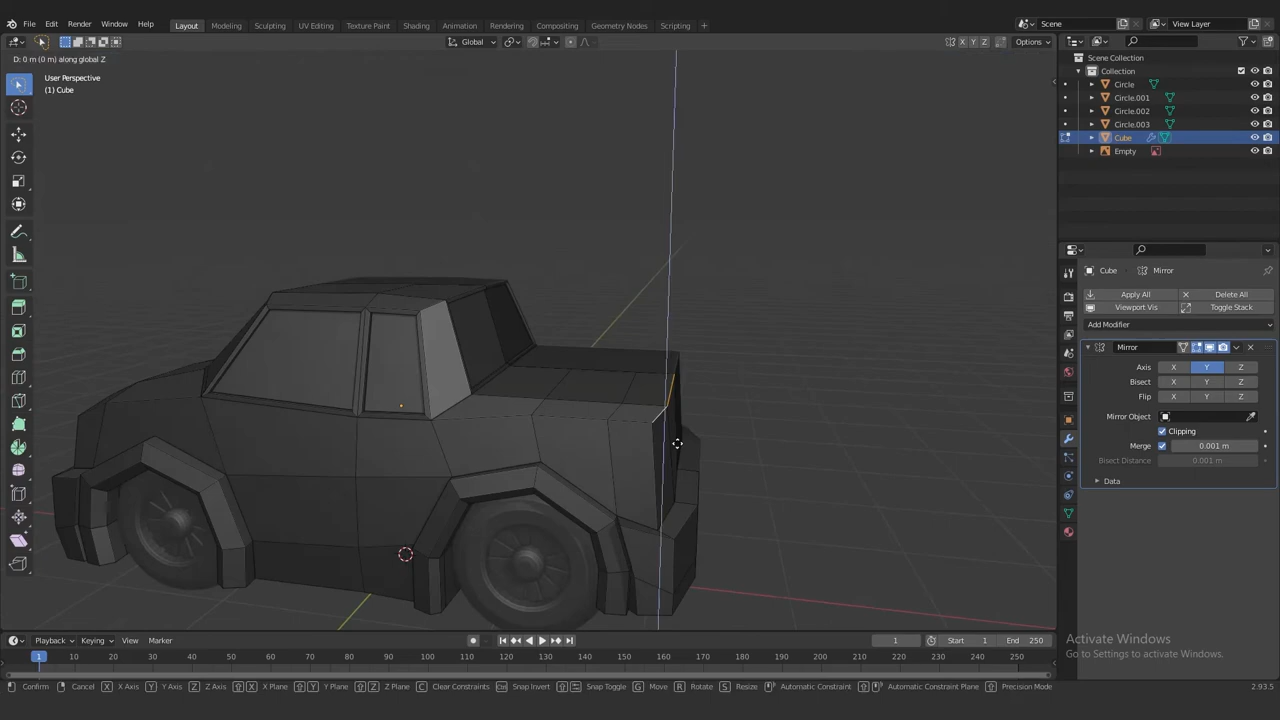 File Edit Render Window Help
Layout Modeling Sculpting UV Editing Texture Paint Shading Animation Rendering Compositing Geometry Nodes Scripting +
Scene View Layer
Global X Y Z Options
D: 0 m (0 m) along global Z
User Perspective
(1) Cube
Scene Collection
Collection
Circle
Circle.001
Circle.002
Circle.003
Cube
Empty
Cube Mirror
Apply All Delete All
Viewport Vis Toggle Stack
Add Modifier
Mirror
Axis X Y Z
Bisect X Y Z
Flip X Y Z
Mirror Object
Clipping
Merge 0.001 m
Bisect Distance 0.001 m
Data
Playback Keying View Marker 1 Start 1 End 250
1 10 20 30 40 50 60 70 80 90 100 110 120 130 140 150 160 170 180 190 200 210 220 230 240 250
Activate Windows
Go to Settings to activate Windows.
Confirm Cancel X X Axis Y Y Axis Z Z Axis X X Plane Y Y Plane Z Z Plane C Clear Constraints Snap Invert Snap Toggle G Move R Rotate S Resize Automatic Constraint Automatic Constraint Plane Precision Mode 2.93.5